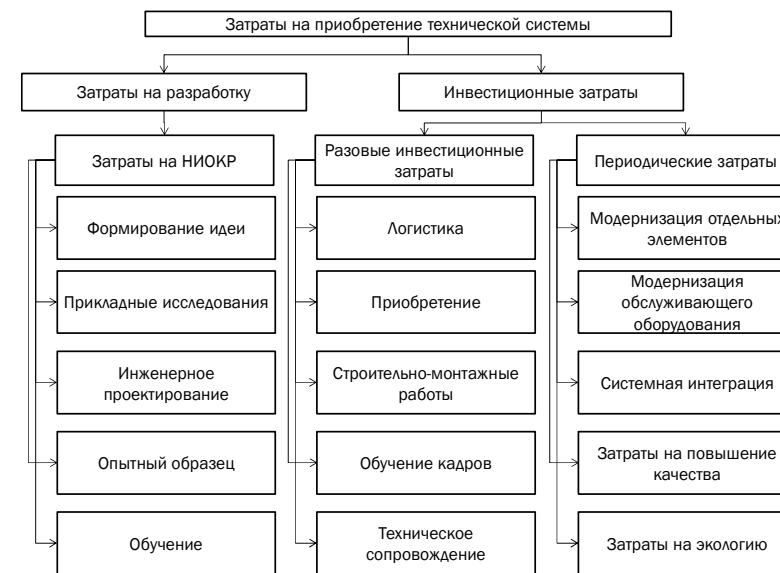 Затраты на приобретение технической системы
Затраты на разработку
Инвестиционные затраты
Затраты на НИОКР
Разовые инвестиционные
затраты
Периодические затраты
Формирование идеи
Логистика
Модернизация отдельных
элементов
Прикладные исследования
Приобретение
Модернизация
обслуживающего
оборудования
Инженерное
проектирование
Строительно-монтажные
работы
Системная интеграция
Опытный образец
Обучение кадров
Затраты на повышение
качества
Обучение
Техническое
сопровождение
Затраты на экологию